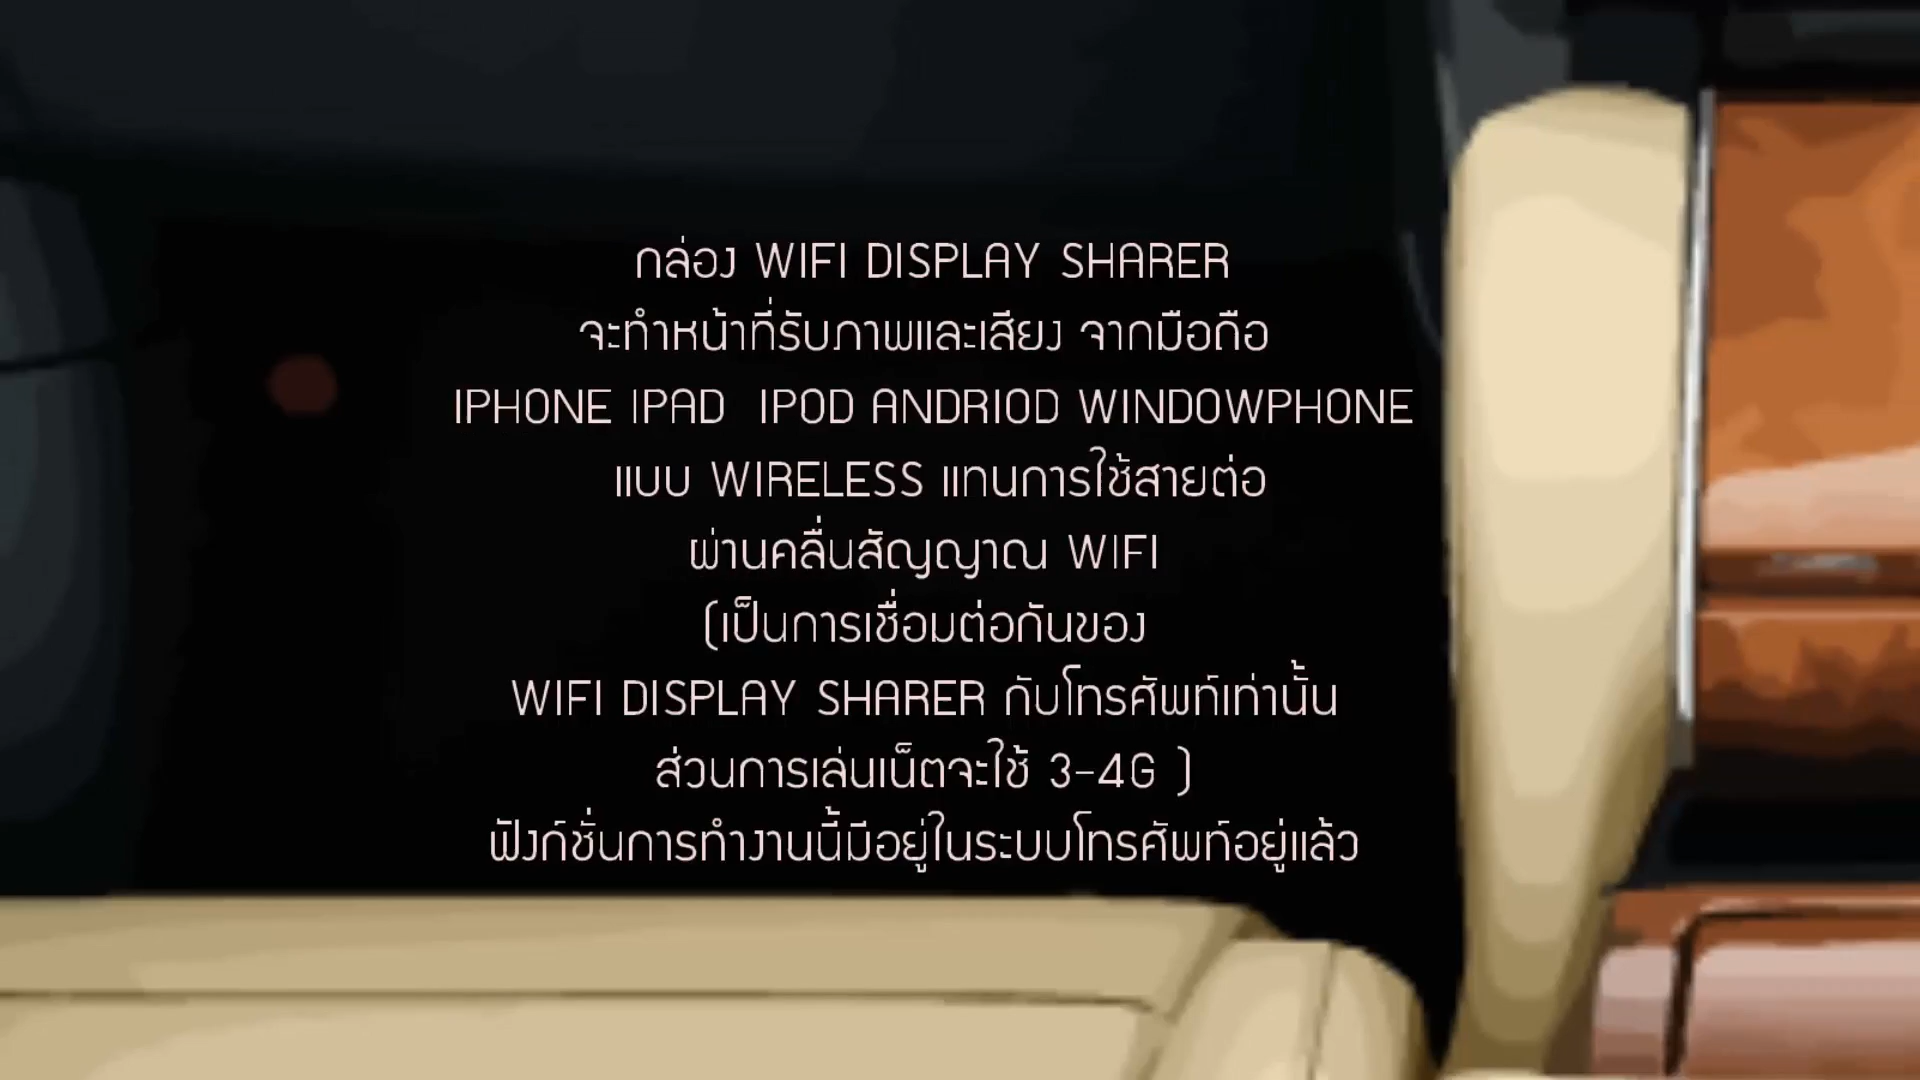 กล่อง WIFI DISPLAY SHARER
จะทำหน้าที่รับภาพและเสียง จากมือถือ
IPHONE IPAD  IPOD ANDRIOD WINDOWPHONE
แบบ WIRELESS แทนการใช้สายต่อ
ผ่านคลื่นสัญญาณ WIFI
(เป็นการเชื่อมต่อกันของ
WIFI DISPLAY SHARER กับโทรศัพท์เท่านั้น
ส่วนการเล่นเน็ตจะใช้ 3-4G )
ฟังก์ชั่นการทำงานนี้มีอยู่ในระบบโทรศัพท์อยู่แล้ว